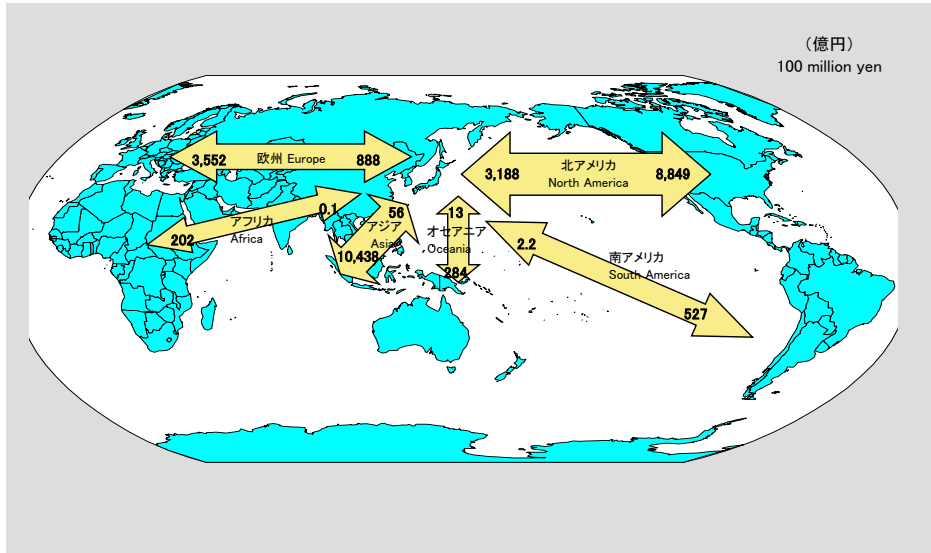 (億円)
100 million yen
3,552
欧州 Europe
888
3,188
北アメリカ
North America
8,849
0.1
アフリカ
Africa
202
56
アジア
Asian
10,438
13
オセアニア
Oceania
284
2.2
南アメリカ
South America
527